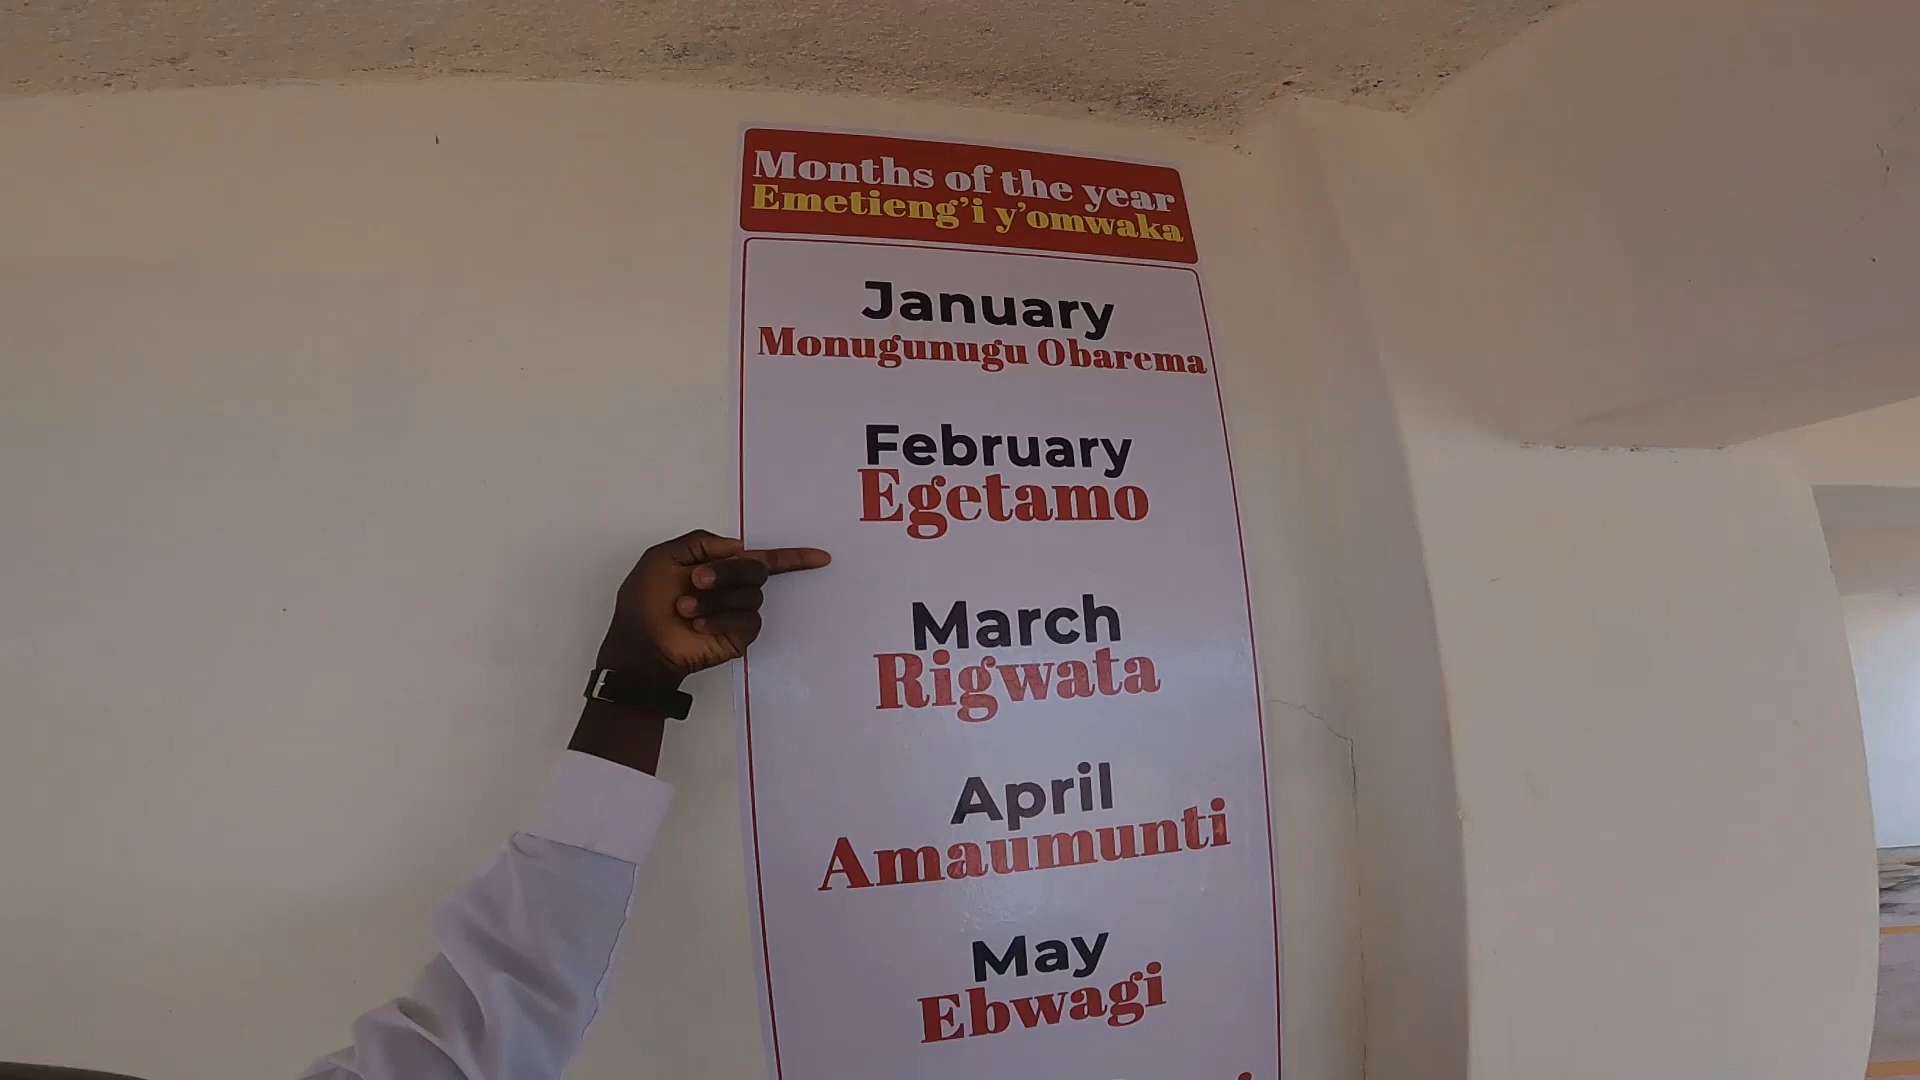 Months of the year
Emetieng'i y'omwaka
January
Monugunugu Obarema
February
Egetamo
March
Rigwata
April
Amaumunti
May
Ebwagi